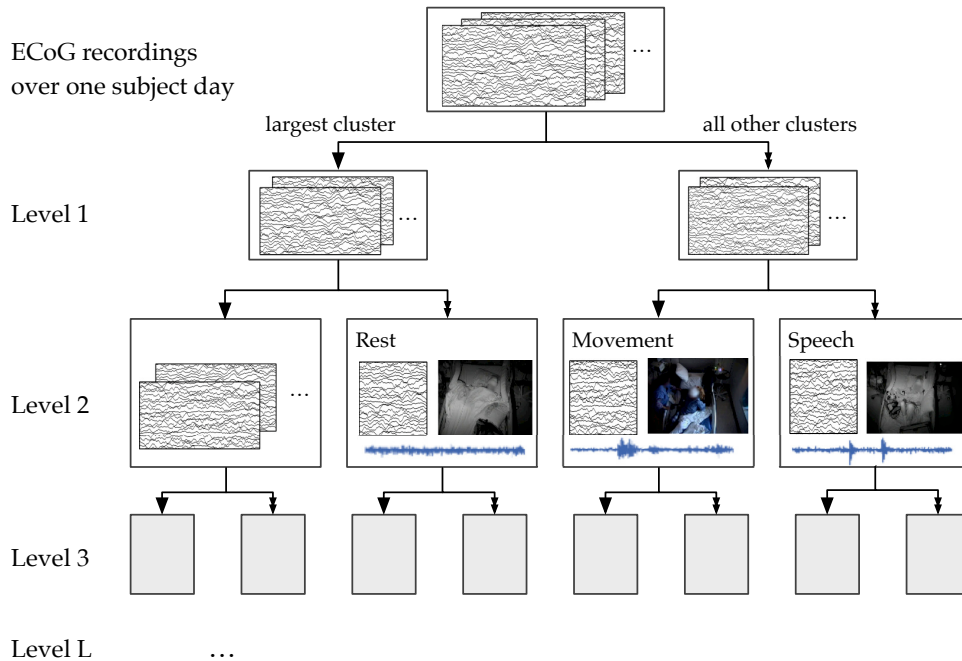 ECoG recordings
over one subject day
...
largest cluster
all other clusters
Level 1
...
...
Level 2
...
Rest
Movement
Speech
Level 3
Level L
...